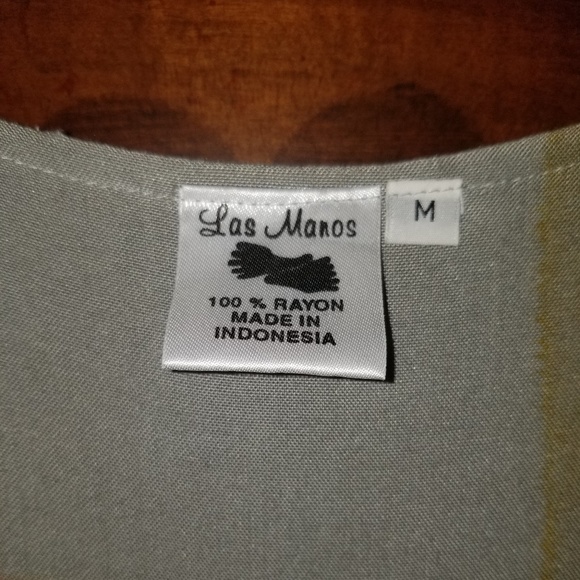 Las Manos
M
100 % RAYON
MADE IN
INDONESIA